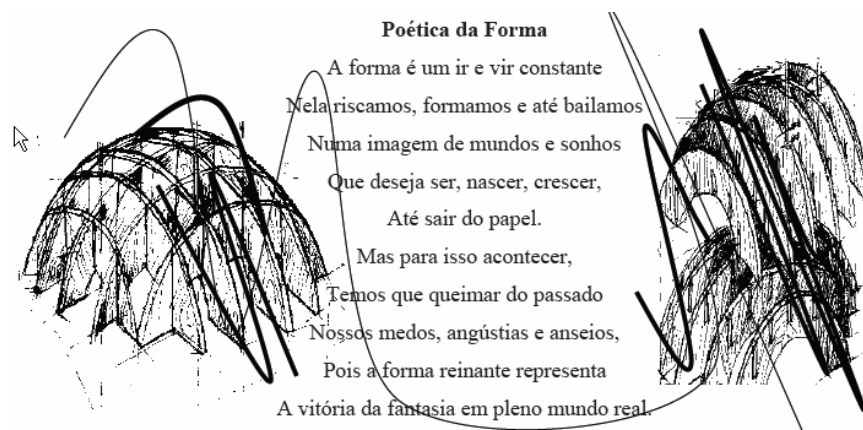 Poética da Forma
A forma é um ir e vir constante
Nela riscamos, formamos e até bailamos
Numa imagem de mundos e sonhos
Que deseja ser, nascer, crescer,
Até sair do papel.
Mas para isso acontecer,
Temos que queimar do passado
Nossos medos, angústias e anseios,
Pois a forma reinante representa
A vitória da fantasia em pleno mundo real.